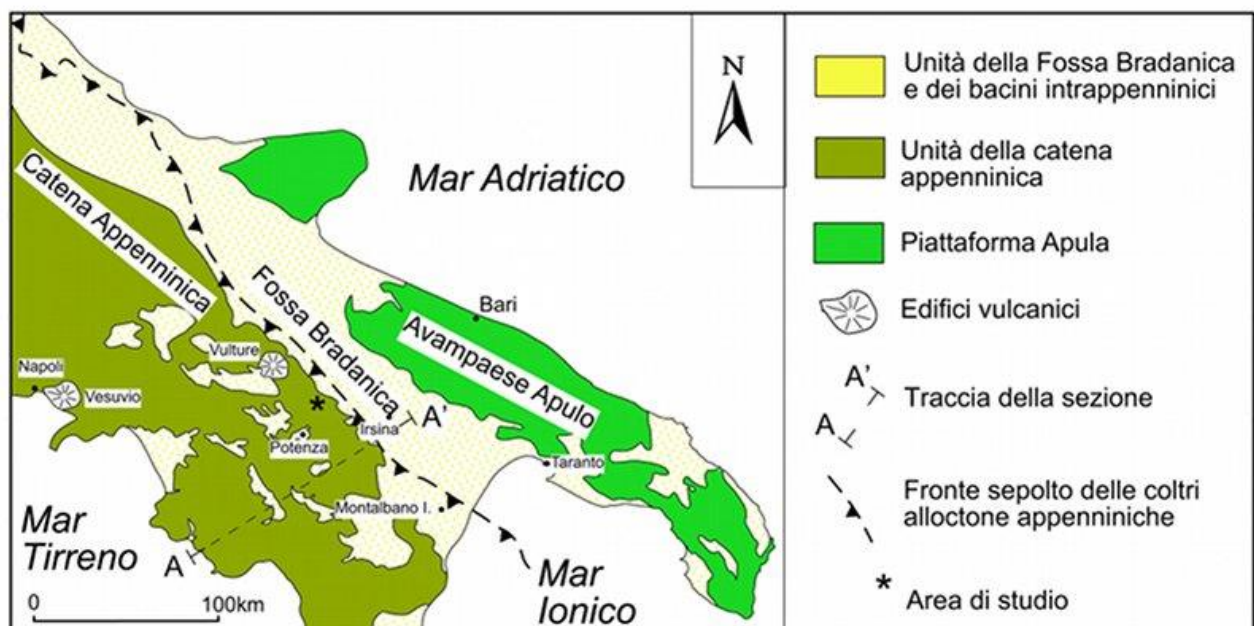 Mar Adriatico
Catena Appenninica
Fossa Bradanica
Avampaese Apulo
Bari
Vulture
Napoli
Vesuvio
Irsina
A'
Potenza
Taranto
Montalbano I.
Mar
Tirreno
A
Mar
Ionico
0
100km
N
Unità della Fossa Bradanica
e dei bacini intrappenninici
Unità della catena
appenninica
Piattaforma Apula
Edifici vulcanici
A'
A
Traccia della sezione
Fronte sepolto delle coltri
alloctone appenniniche
*
Area di studio